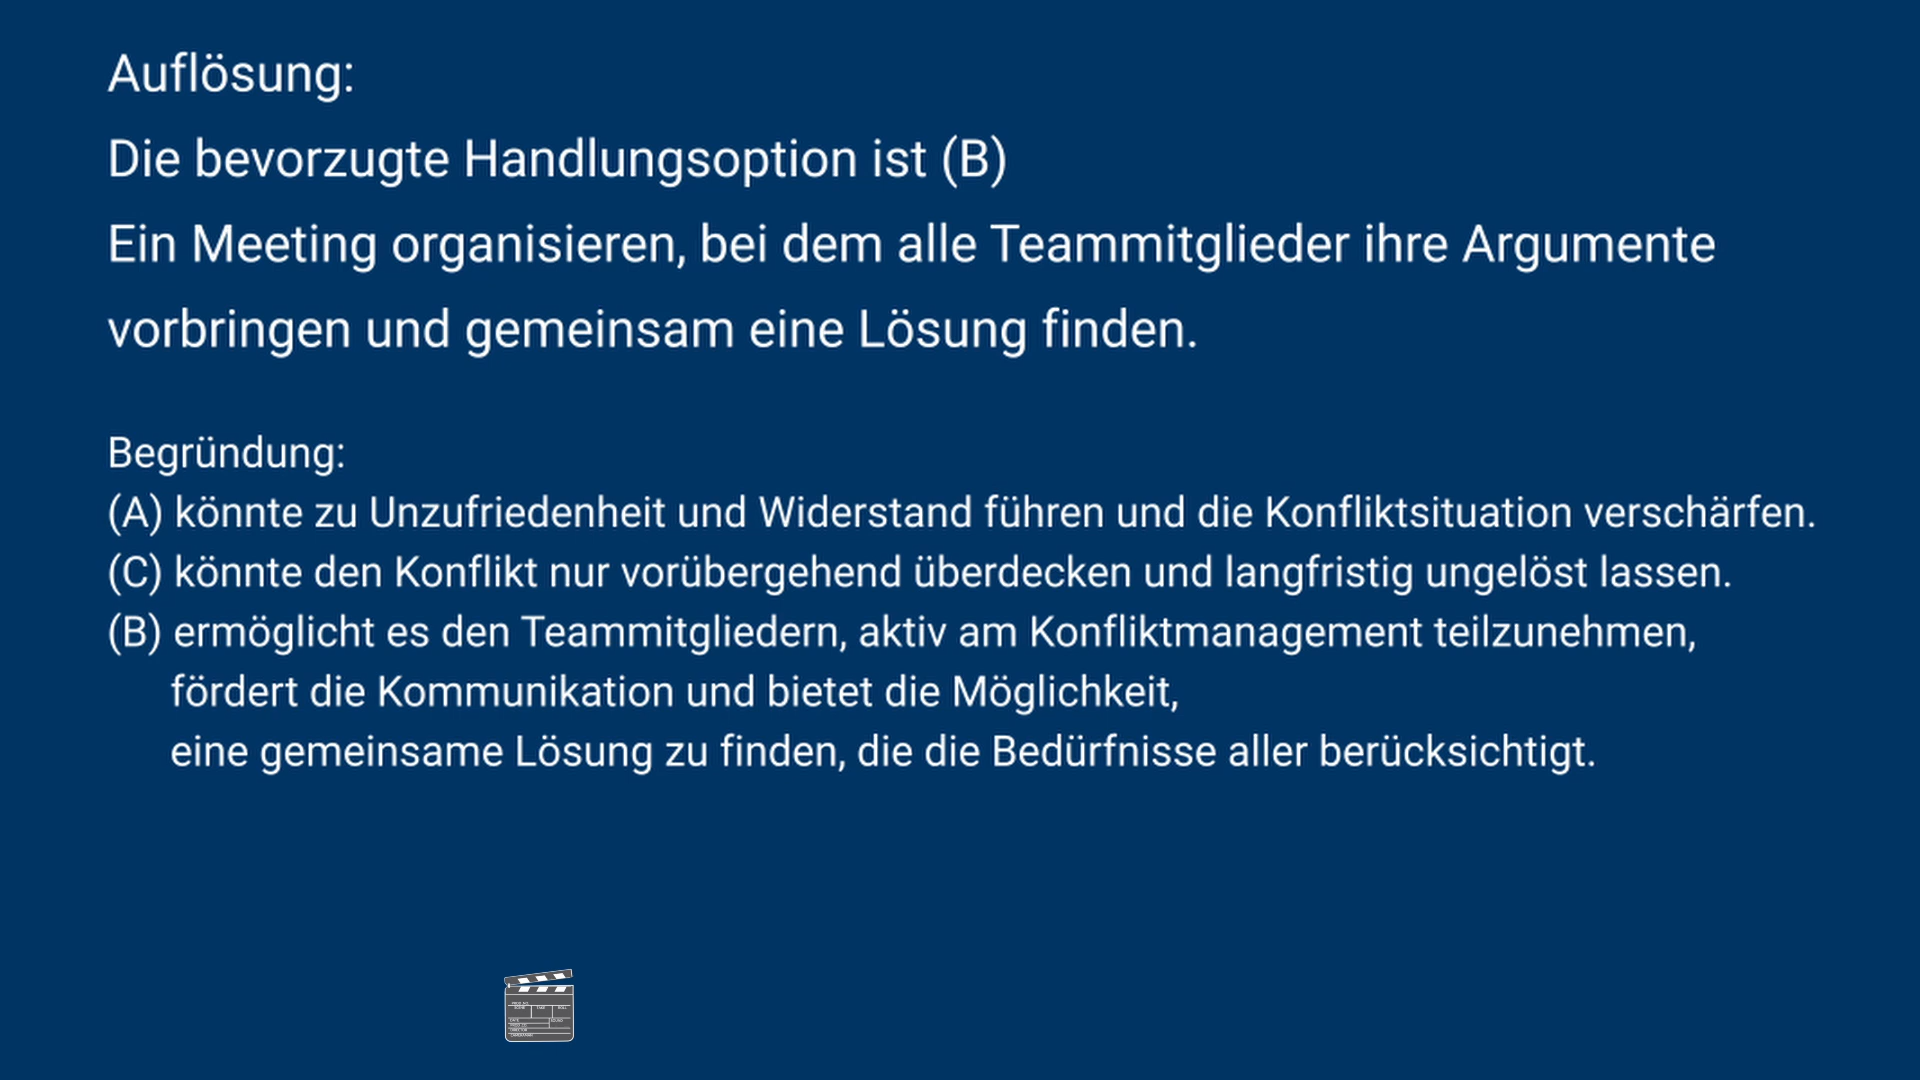 Auflösung:
Die bevorzugte Handlungsoption ist (B)
Ein Meeting organisieren, bei dem alle Teammitglieder ihre Argumente
vorbringen und gemeinsam eine Lösung finden.
Begründung:
(A) könnte zu Unzufriedenheit und Widerstand führen und die Konfliktsituation verschärfen.
(C) könnte den Konflikt nur vorübergehend überdecken und langfristig ungelöst lassen.
(B) ermöglicht es den Teammitgliedern, aktiv am Konfliktmanagement teilzunehmen,
fördert die Kommunikation und bietet die Möglichkeit,
eine gemeinsame Lösung zu finden, die die Bedürfnisse aller berücksichtigt.